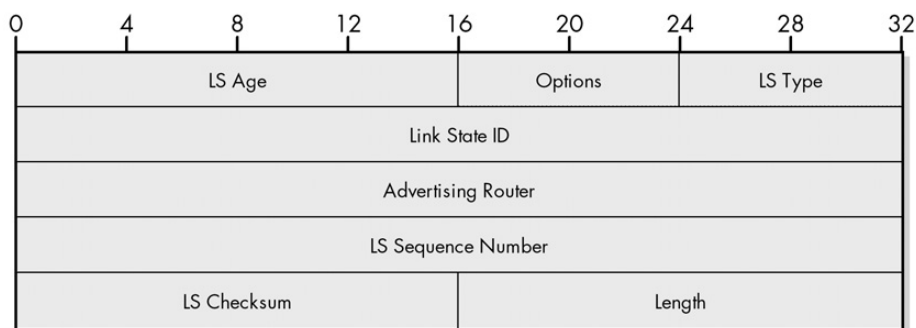 0 4 8 12 16 20 24 28 32
LS Age Options LS Type
Link State ID
Advertising Router
LS Sequence Number
LS Checksum Length